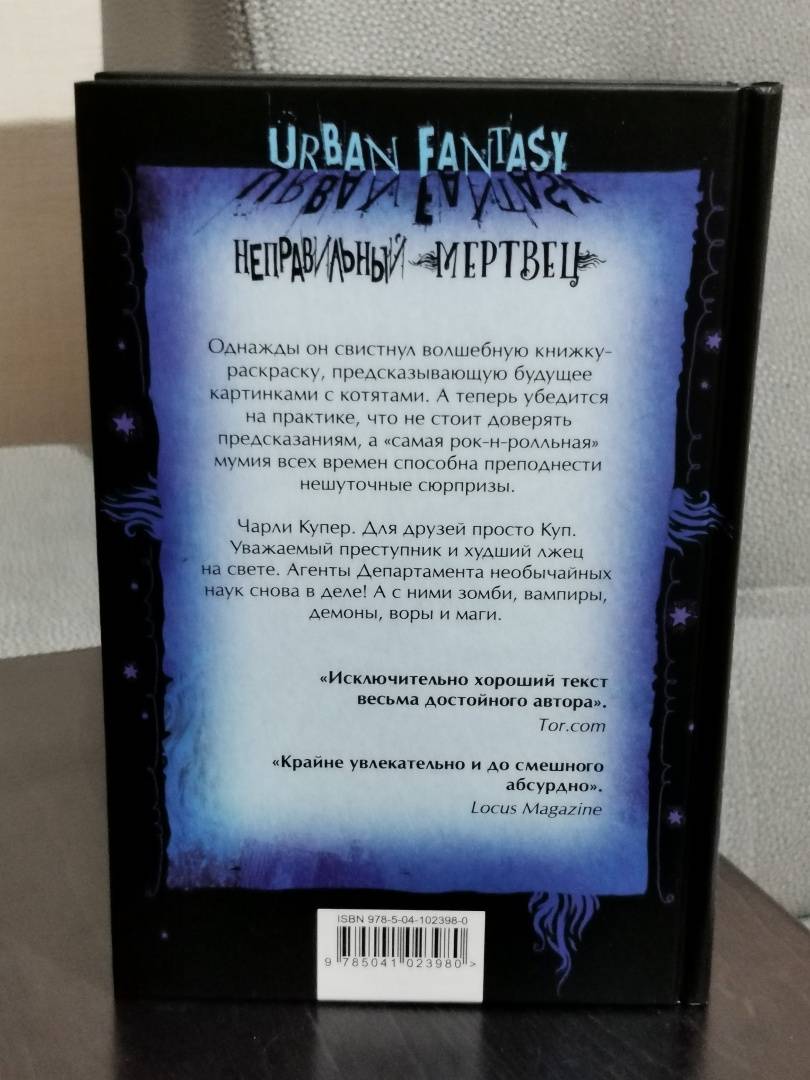 URBAN FANTASY
НЕПРАВИЛЬНЫЙ МЕРТВЕЦ
Однажды он свистнул волшебную книжку-
раскраску, предсказывающую будущее
картинками с котятами. А теперь убедится
на практике, что не стоит доверять
предсказаниям, а «самая рок-н-ролльная»
мумия всех времен способна преподнести
нешуточные сюрпризы.
Чарли Купер. Для друзей просто Куп.
Уважаемый преступник и худший лжец
на свете. Агенты Департамента необычайных
наук снова в деле! А с ними зомби, вампиры,
демоны, воры и маги.
«Исключительно хороший текст
весьма достойного автора».
Tor.com
«Крайне увлекательно и до смешного
абсурдно».
Locus Magazine
ISBN 978-5-04-102398-0
9 785041 023980 >